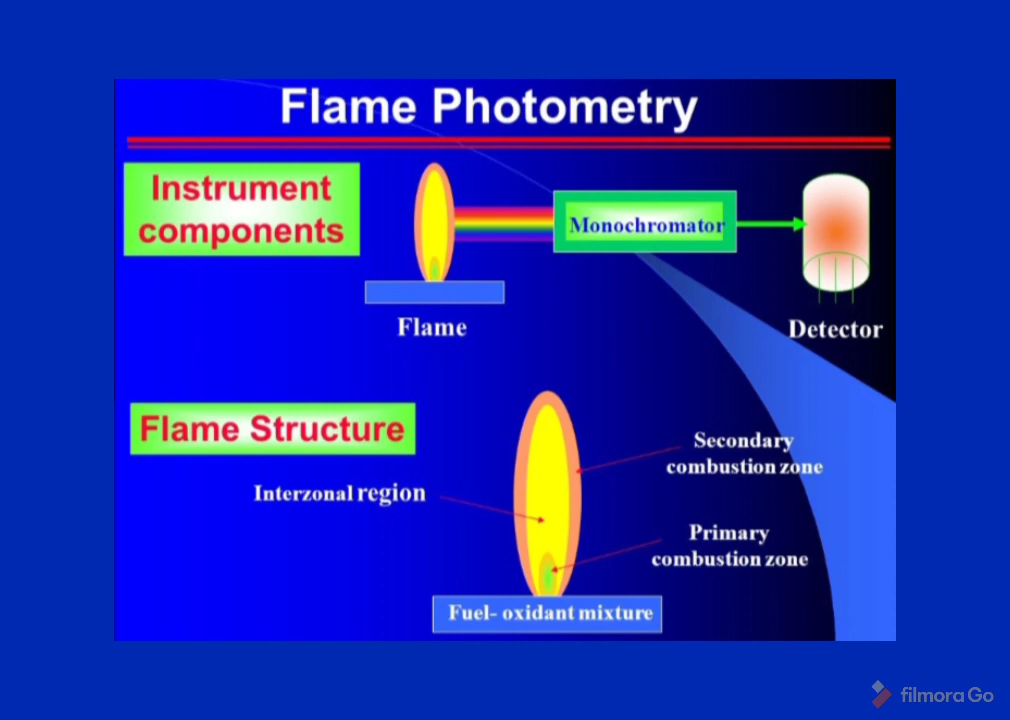 Flame Photometry
Instrument
components
Monochromator
Flame
Detector
Flame Structure
Secondary
combustion zone
Interzonal region
Primary
combustion zone
Fuel- oxidant mixture
filmora Go